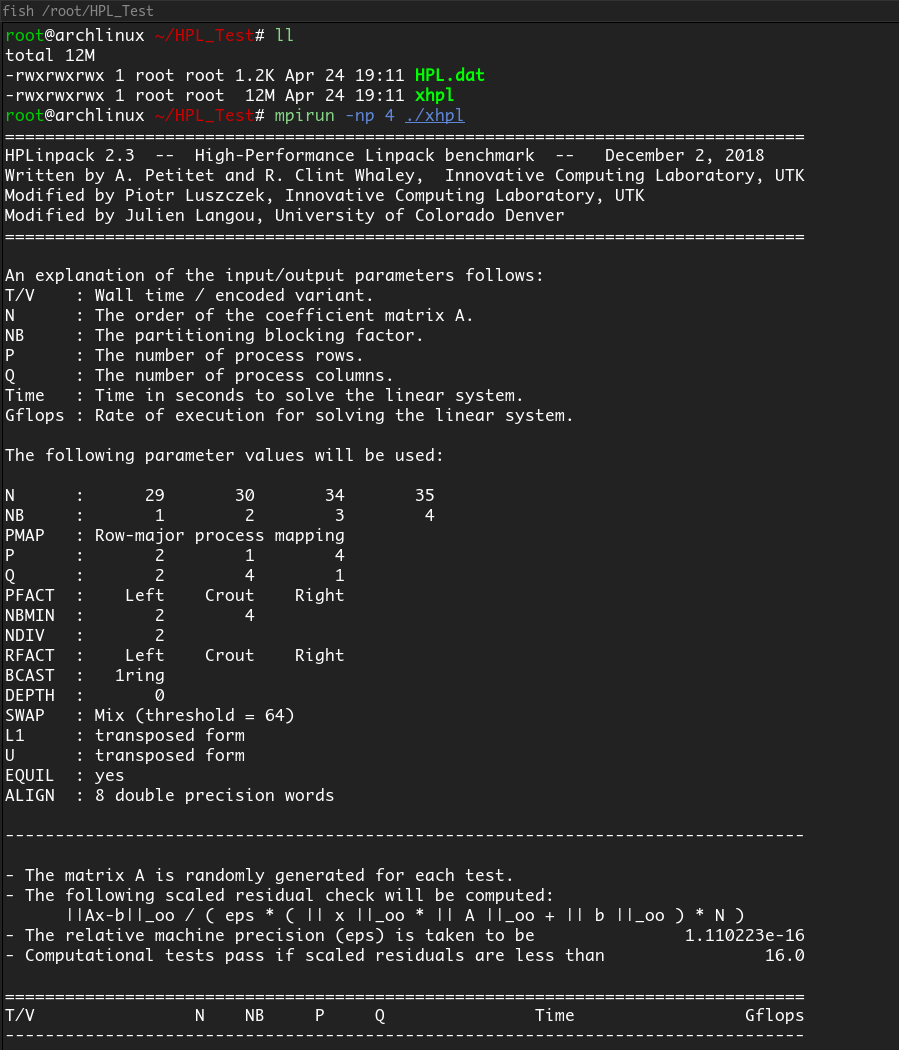 fish /root/HPL_Test
root@archlinux ~/HPL_Test# ll
total 12M
-rwxrwxrwx 1 root root 1.2K Apr 24 19:11 HPL.dat
-rwxrwxrwx 1 root root  12M Apr 24 19:11 xhpl
root@archlinux ~/HPL_Test# mpirun -np 4 ./xhpl
================================================================================
HPLinpack 2.3  --  High-Performance Linpack benchmark  --   December 2, 2018
Written by A. Petitet and R. Clint Whaley,  Innovative Computing Laboratory, UTK
Modified by Piotr Luszczek, Innovative Computing Laboratory, UTK
Modified by Julien Langou, University of Colorado Denver
================================================================================
An explanation of the input/output parameters follows:
T/V    : Wall time / encoded variant.
N      : The order of the coefficient matrix A.
NB     : The partitioning blocking factor.
P      : The number of process rows.
Q      : The number of process columns.
Time   : Time in seconds to solve the linear system.
Gflops : Rate of execution for solving the linear system.
The following parameter values will be used:
N      :      29       30       34       35
NB     :       1        2        3        4
PMAP   : Row-major process mapping
P      :       2        1        4
Q      :       2        4        1
PFACT  :    Left    Crout    Right
NBMIN  :       2        4
NDIV   :       2
RFACT  :    Left    Crout    Right
BCAST  :   1ring
DEPTH  :       0
SWAP   : Mix (threshold = 64)
L1     : transposed form
U      : transposed form
EQUIL  : yes
ALIGN  : 8 double precision words
--------------------------------------------------------------------------------
- The matrix A is randomly generated for each test.
- The following scaled residual check will be computed:
      ||Ax-b||_oo / ( eps * ( || x ||_oo * || A ||_oo + || b ||_oo ) * N )
- The relative machine precision (eps) is taken to be               1.110223e-16
- Computational tests pass if scaled residuals are less than                16.0
================================================================================
T/V                N    NB     P     Q               Time                 Gflops
--------------------------------------------------------------------------------